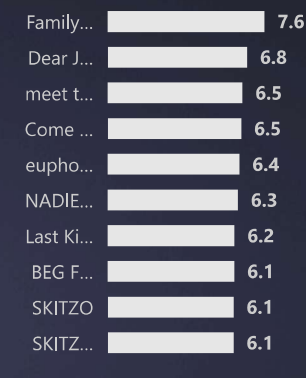 Family... 7.6
Dear J... 6.8
meet t... 6.5
Come ... 6.5
eupho... 6.4
NADIE... 6.3
Last Ki... 6.2
BEG F... 6.1
SKITZO 6.1
SKITZ... 6.1